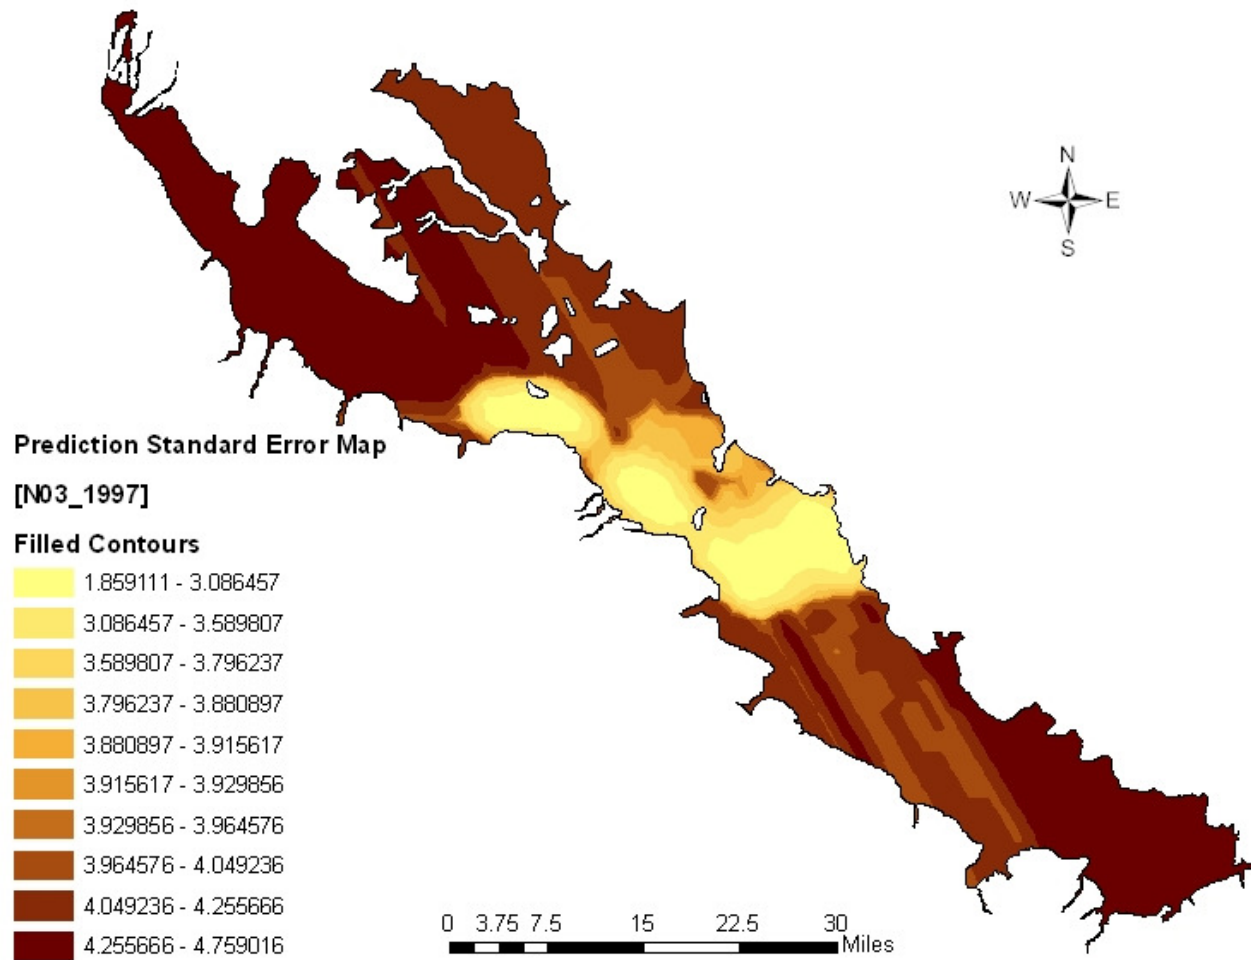 N
W E
S
Prediction Standard Error Map
[N03_1997]
Filled Contours
1.859111 - 3.086457
3.086457 - 3.589807
3.589807 - 3.796237
3.796237 - 3.880897
3.880897 - 3.915617
3.915617 - 3.929856
3.929856 - 3.964576
3.964576 - 4.049236
4.049236 - 4.255666
4.255666 - 4.759016
0 3.75 7.5 15 22.5 30
Miles